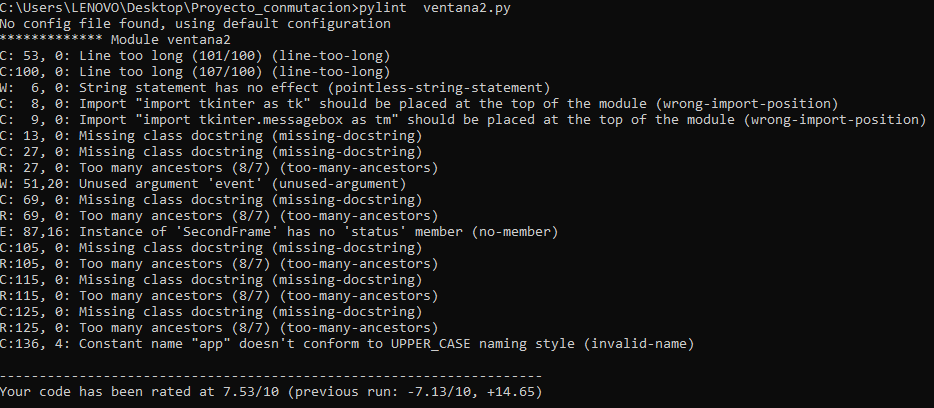 C:\Users\LENOVO\Desktop\Proyecto_conmutacion>pylint  ventana2.py
No config file found, using default configuration
************* Module ventana2
C: 53, 0: Line too long (101/100) (line-too-long)
C:100, 0: Line too long (107/100) (line-too-long)
W:  6, 0: String statement has no effect (pointless-string-statement)
C:  8, 0: Import "import tkinter as tk" should be placed at the top of the module (wrong-import-position)
C:  9, 0: Import "import tkinter.messagebox as tm" should be placed at the top of the module (wrong-import-position)
C: 13, 0: Missing class docstring (missing-docstring)
C: 27, 0: Missing class docstring (missing-docstring)
R: 27, 0: Too many ancestors (8/7) (too-many-ancestors)
W: 51,20: Unused argument 'event' (unused-argument)
C: 69, 0: Missing class docstring (missing-docstring)
R: 69, 0: Too many ancestors (8/7) (too-many-ancestors)
E: 87,16: Instance of 'SecondFrame' has no 'status' member (no-member)
C:105, 0: Missing class docstring (missing-docstring)
R:105, 0: Too many ancestors (8/7) (too-many-ancestors)
C:115, 0: Missing class docstring (missing-docstring)
R:115, 0: Too many ancestors (8/7) (too-many-ancestors)
C:125, 0: Missing class docstring (missing-docstring)
R:125, 0: Too many ancestors (8/7) (too-many-ancestors)
C:136, 4: Constant name "app" doesn't conform to UPPER_CASE naming style (invalid-name)
---------------------------------------------------------------------
Your code has been rated at 7.53/10 (previous run: -7.13/10, +14.65)